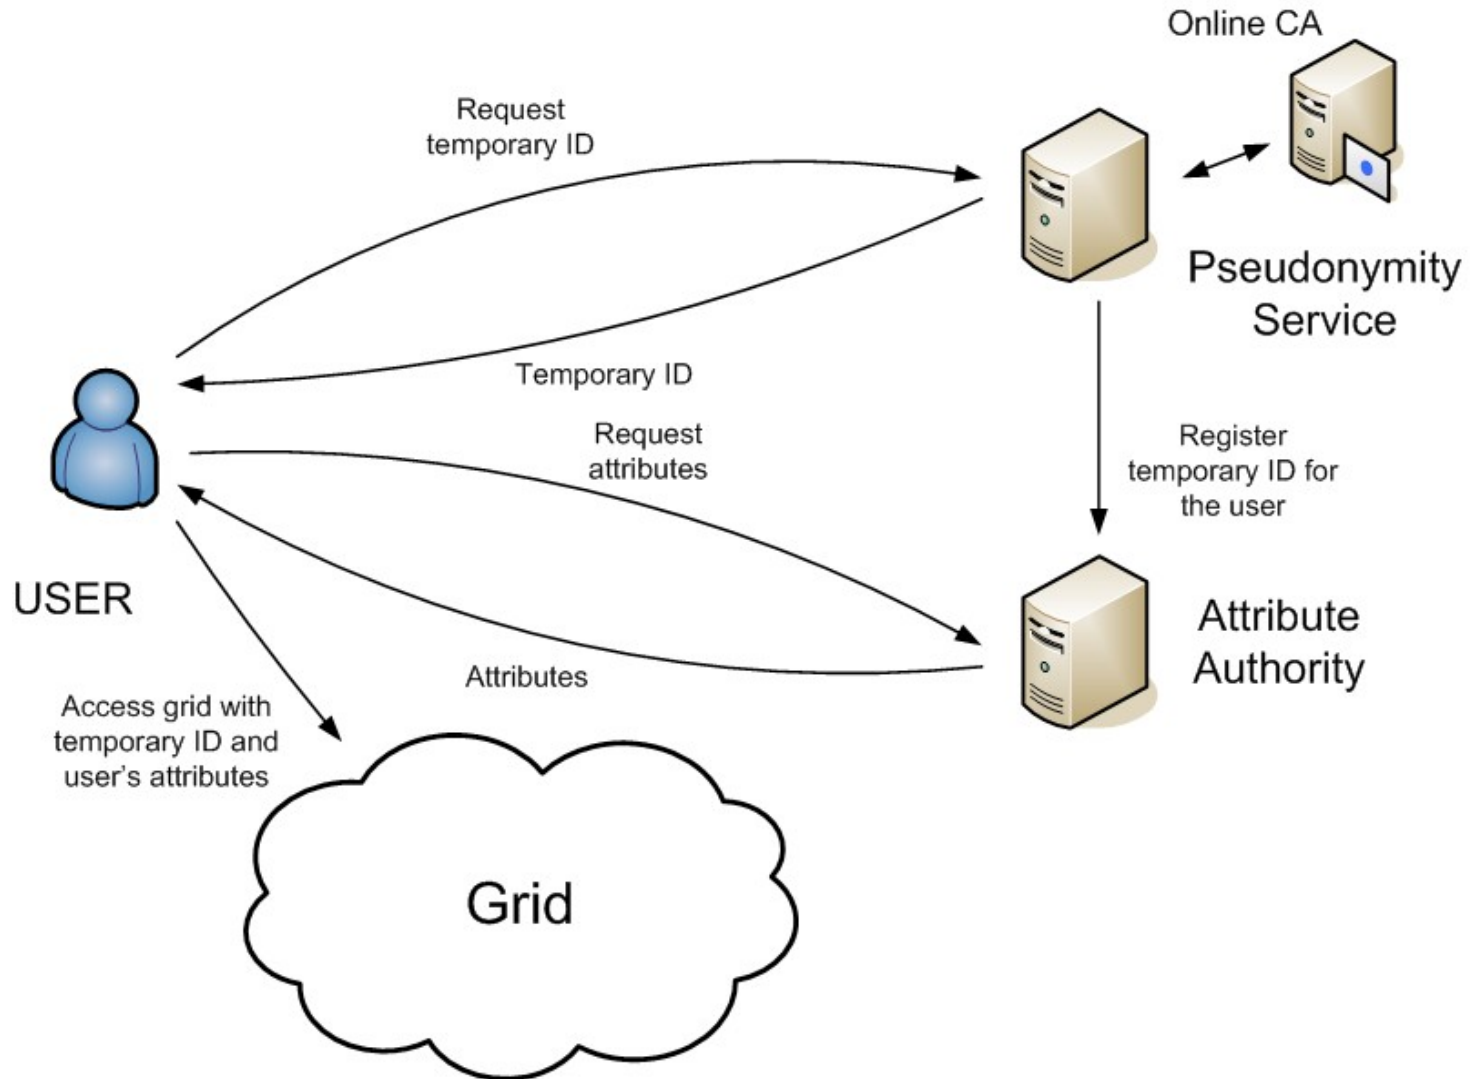 Online CA
Request
temporary ID
Pseudonymity
Service
Temporary ID
Request
attributes
Register
temporary ID for
the user
USER
Attribute
Authority
Attributes
Access grid with
temporary ID and
user's attributes
Grid